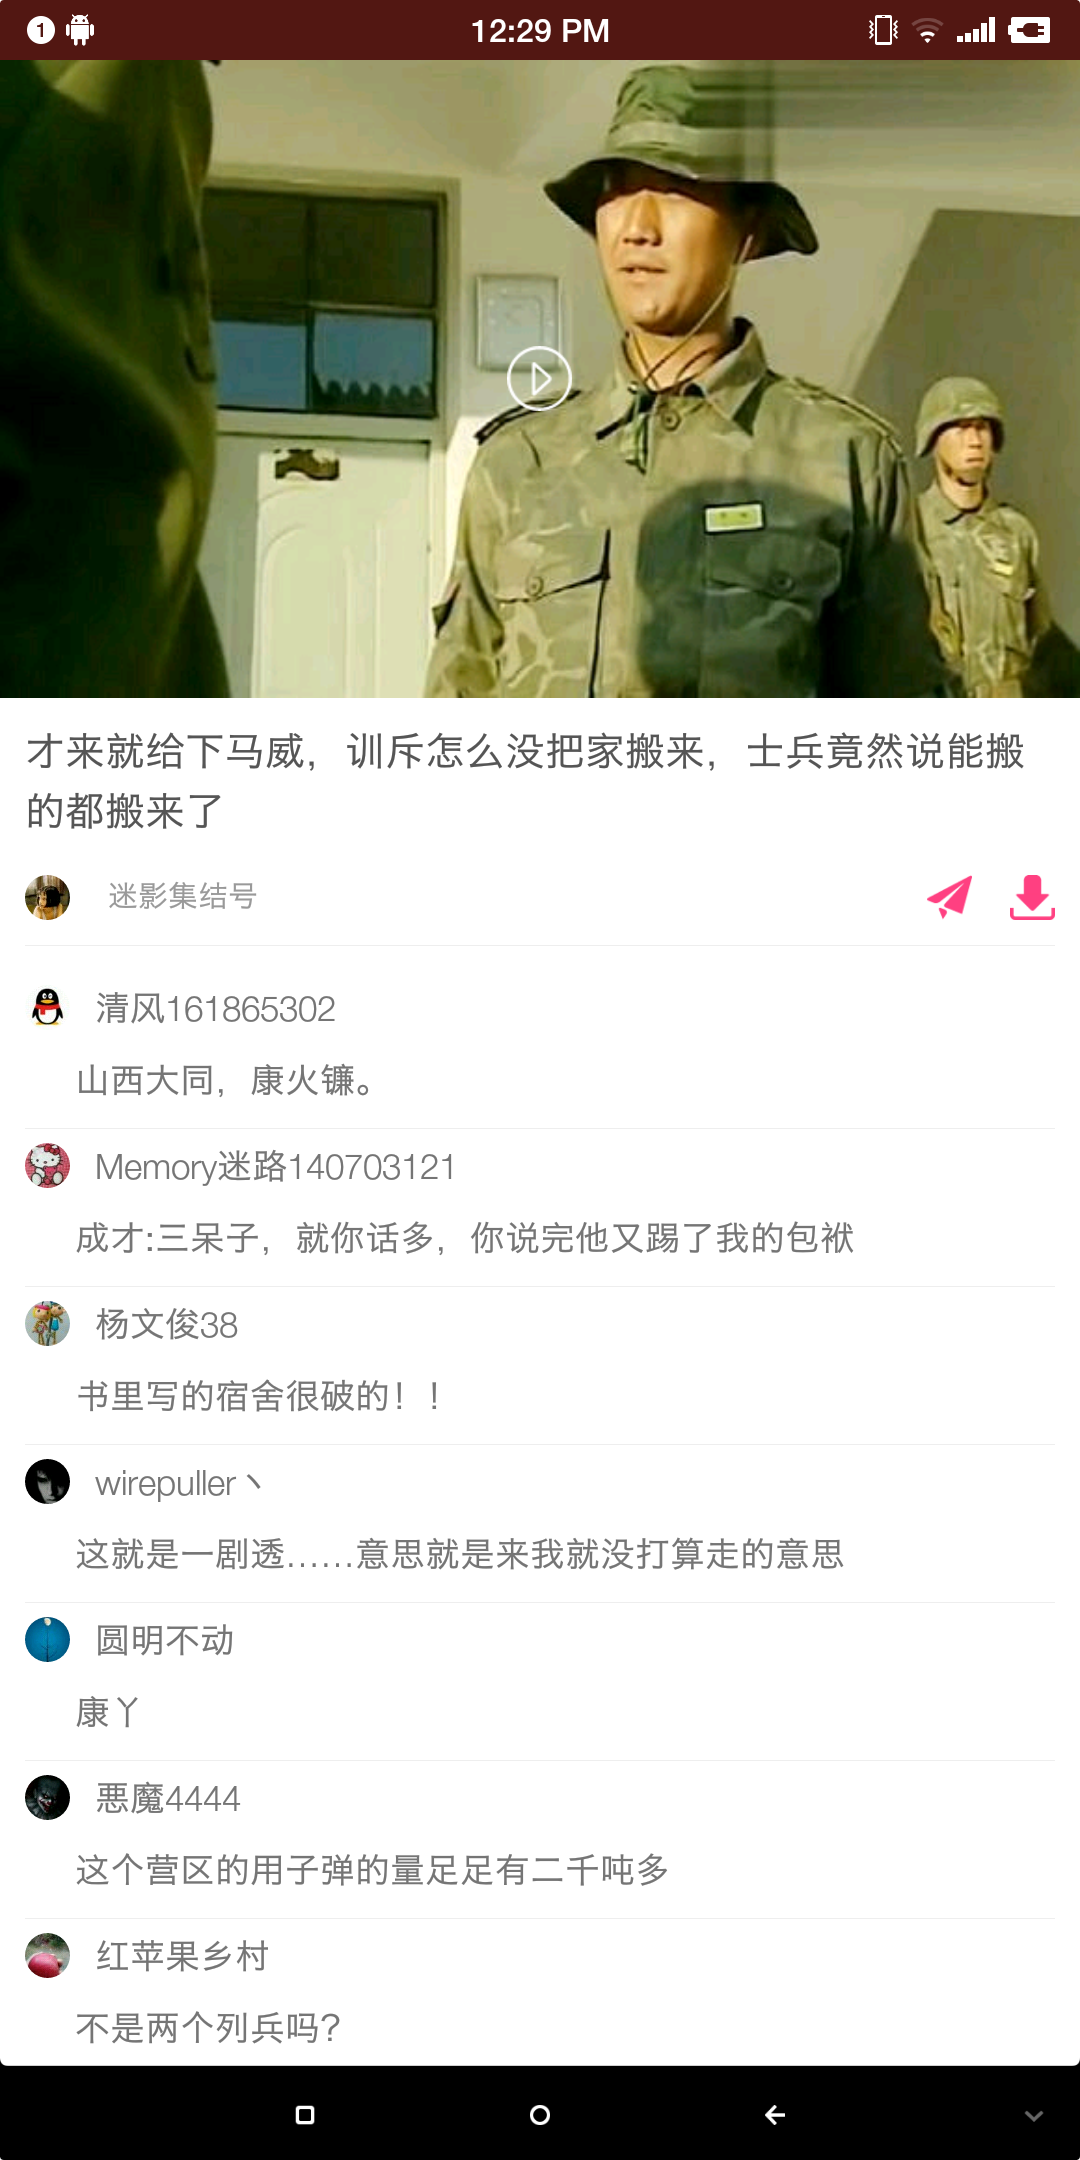 1
12:29 PM
才来就给下马威，训斥怎么没把家搬来，士兵竟然说能搬
的都搬来了
迷影集结号
清风161865302
山西大同，康火镰。
Memory迷路140703121
成才:三呆子，就你话多，你说完他又踢了我的包袱
杨文俊38
书里写的宿舍很破的！！
wirepuller丶
这就是一剧透……意思就是来我就没打算走的意思
圆明不动
康丫
悪魔4444
这个营区的用子弹的量足足有二千吨多
红苹果乡村
不是两个列兵吗?